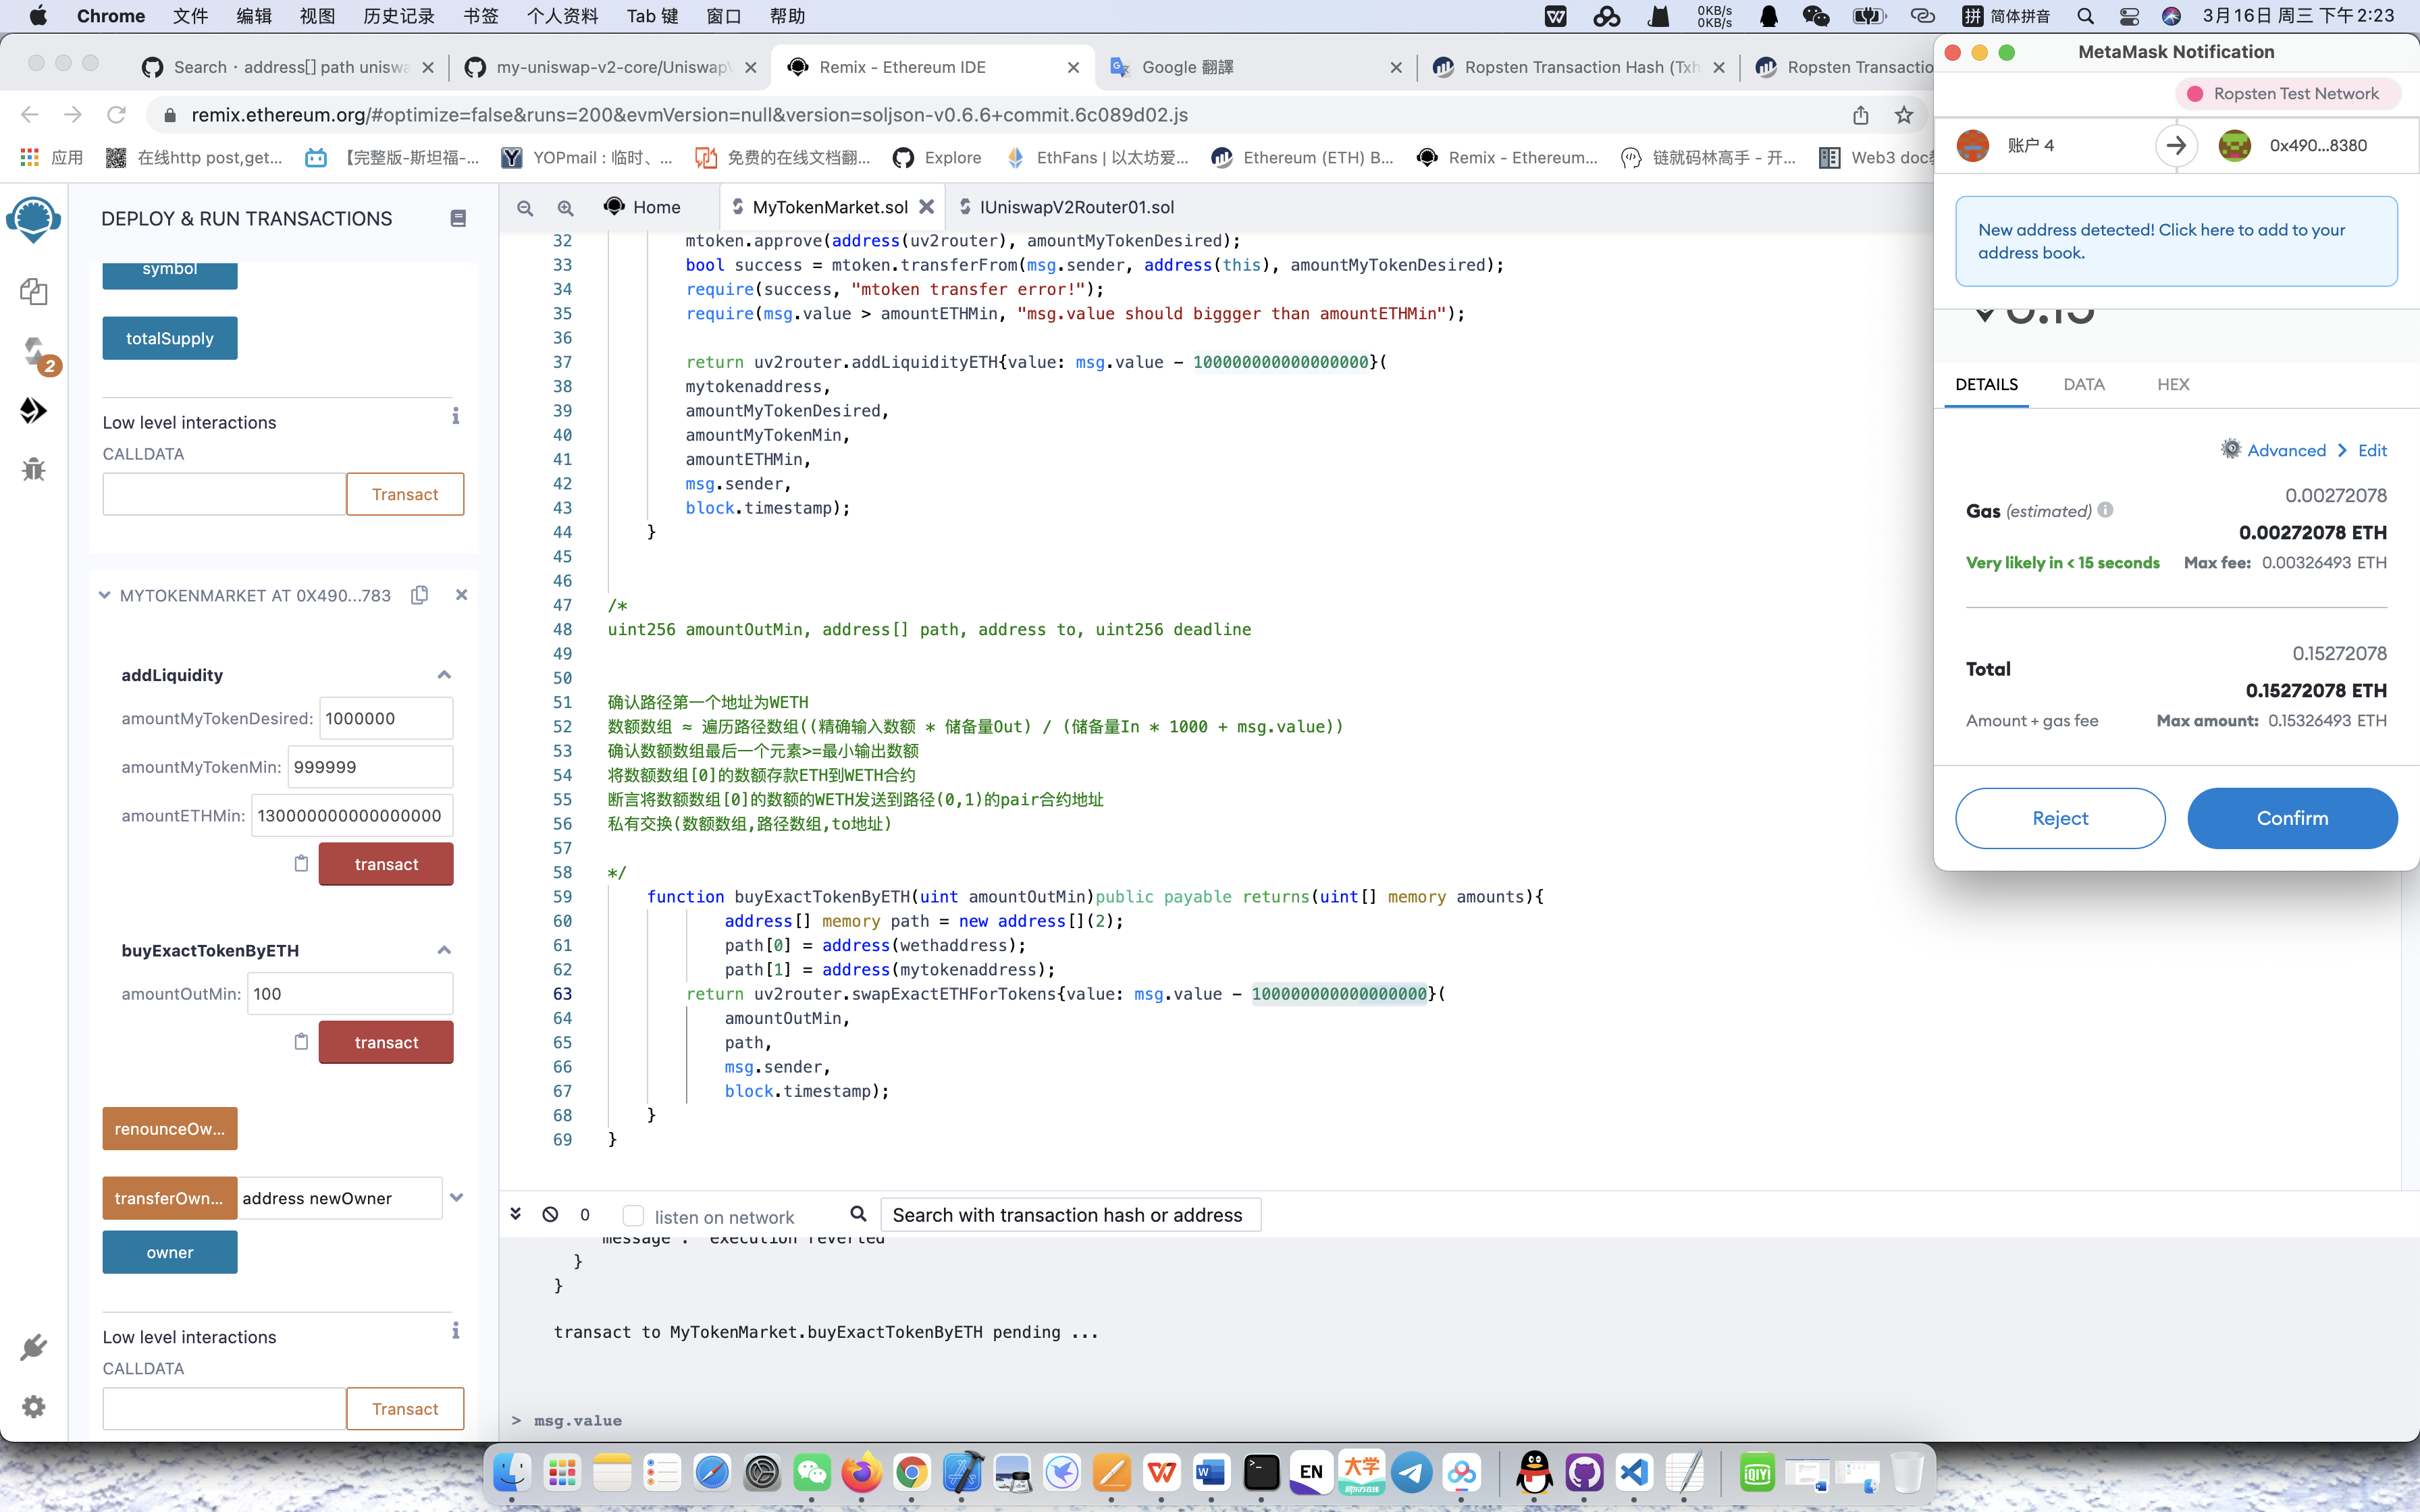 Chrome 文件 编辑 视图 历史记录 书签 个人资料 Tab 键 窗口 帮助
0KB/s
0KB/s
拼 简体拼音
3月16日 周三 下午2:23
Search · address[] path uniswa
my-uniswap-v2-core/Uniswap
Remix - Ethereum IDE
Google 翻譯
Ropsten Transaction Hash (Txh
Ropsten Transactio
remix.ethereum.org/#optimize=false&runs=200&evmVersion=null&version=soljson-v0.6.6+commit.6c089d02.js
应用
在线http post,get...
【完整版-斯坦福-...
YOPmail : 临时、...
免费的在线文档翻...
Explore
EthFans | 以太坊爱...
Ethereum (ETH) B...
Remix - Ethereum...
链就码林高手 - 开...
Web3 doc
DEPLOY & RUN TRANSACTIONS
symbol
totalSupply
Low level interactions
CALLDATA
Transact
2
MYTOKENMARKET AT 0X490...783
addLiquidity
amountMyTokenDesired: 1000000
amountMyTokenMin: 999999
amountETHMin: 130000000000000000
transact
buyExactTokenByETH
amountOutMin: 100
transact
renounceOw...
transferOwn... address newOwner
owner
Low level interactions
CALLDATA
Transact
Home
MyTokenMarket.sol
IUniswapV2Router01.sol
32 mtoken.approve(address(uv2router), amountMyTokenDesired);
33 bool success = mtoken.transferFrom(msg.sender, address(this), amountMyTokenDesired);
34 require(success, "mtoken transfer error!");
35 require(msg.value > amountETHMin, "msg.value should biggger than amountETHMin");
36
37 return uv2router.addLiquidityETH{value: msg.value - 100000000000000000}(
38 mytokenaddress,
39 amountMyTokenDesired,
40 amountMyTokenMin,
41 amountETHMin,
42 msg.sender,
43 block.timestamp);
44 }
45
46
47 /*
48 uint256 amountOutMin, address[] path, address to, uint256 deadline
49
50
51 确认路径第一个地址为WETH
52 数额数组 ≈ 遍历路径数组((精确输入数额 * 储备量Out) / (储备量In * 1000 + msg.value))
53 确认数额数组最后一个元素>=最小输出数额
54 将数额数组[0]的数额存款ETH到WETH合约
55 断言将数额数组[0]的数额的WETH发送到路径(0,1)的pair合约地址
56 私有交换(数额数组,路径数组,to地址)
57
58 */
59 function buyExactTokenByETH(uint amountOutMin)public payable returns(uint[] memory amounts){
60 address[] memory path = new address[](2);
61 path[0] = address(wethaddress);
62 path[1] = address(mytokenaddress);
63 return uv2router.swapExactETHForTokens{value: msg.value - 100000000000000000}(
64 amountOutMin,
65 path,
66 msg.sender,
67 block.timestamp);
68 }
69 }
0
listen on network
Search with transaction hash or address
"message": "execution reverted"
}
}
transact to MyTokenMarket.buyExactTokenByETH pending ...
> msg.value
MetaMask Notification
Ropsten Test Network
账户 4
0x490...8380
New address detected! Click here to add to your
address book.
0.15
DETAILS DATA HEX
Advanced Edit
0.00272078
Gas (estimated)
0.00272078 ETH
Very likely in < 15 seconds Max fee: 0.00326493 ETH
0.15272078
Total
0.15272078 ETH
Amount + gas fee Max amount: 0.15326493 ETH
Reject
Confirm
EN
大学
iQIYI